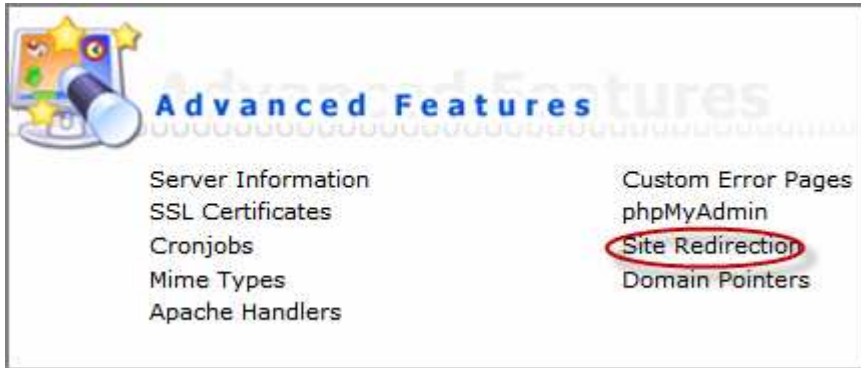 Advanced Features
Server Information
SSL Certificates
Cronjobs
Mime Types
Apache Handlers
Custom Error Pages
phpMyAdmin
Site Redirection
Domain Pointers